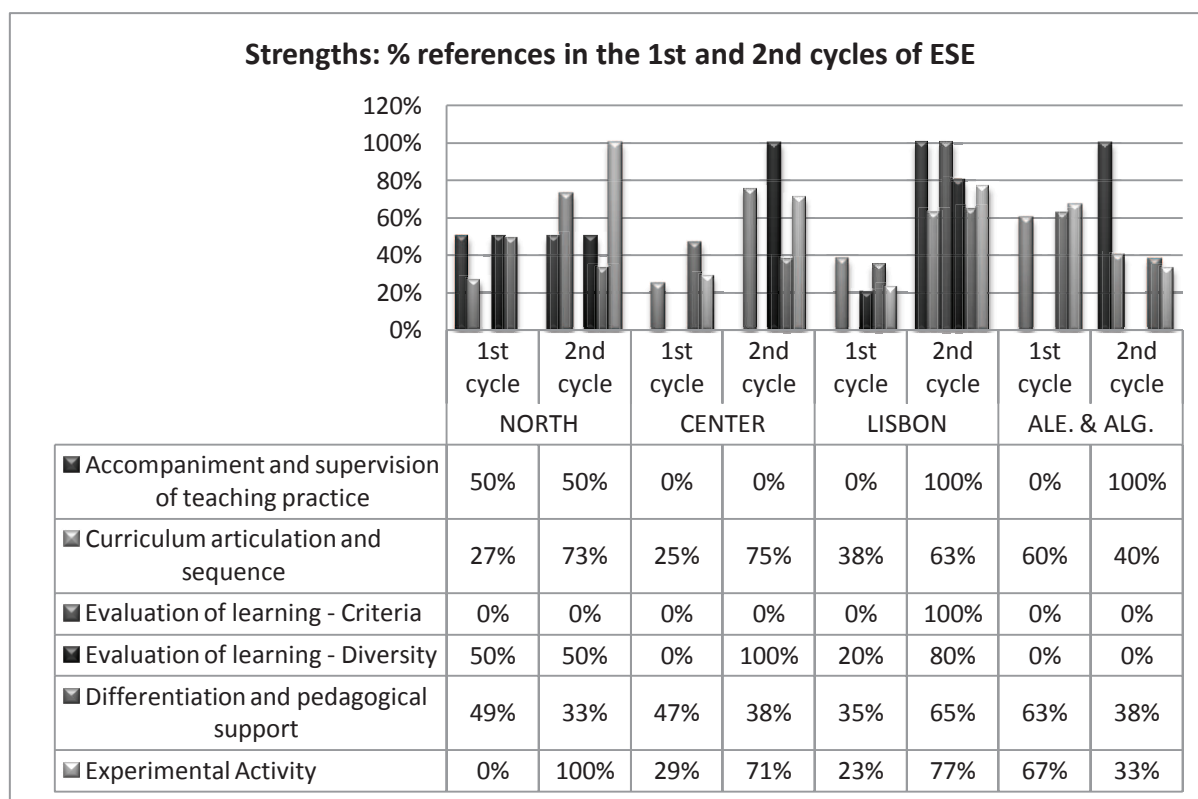 Strengths: % references in the 1st and 2nd cycles of ESE
120%
100%
80%
60%
40%
20%
0%
1st cycle 2nd cycle 1st cycle 2nd cycle 1st cycle 2nd cycle 1st cycle 2nd cycle
NORTH CENTER LISBON ALE. & ALG.
Accompaniment and supervision
of teaching practice 50% 50% 0% 0% 0% 100% 0% 100%
Curriculum articulation and
sequence 27% 73% 25% 75% 38% 63% 60% 40%
Evaluation of learning - Criteria 0% 0% 0% 0% 0% 100% 0% 0%
Evaluation of learning - Diversity 50% 50% 0% 100% 20% 80% 0% 0%
Differentiation and pedagogical
support 49% 33% 47% 38% 35% 65% 63% 38%
Experimental Activity 0% 100% 29% 71% 23% 77% 67% 33%